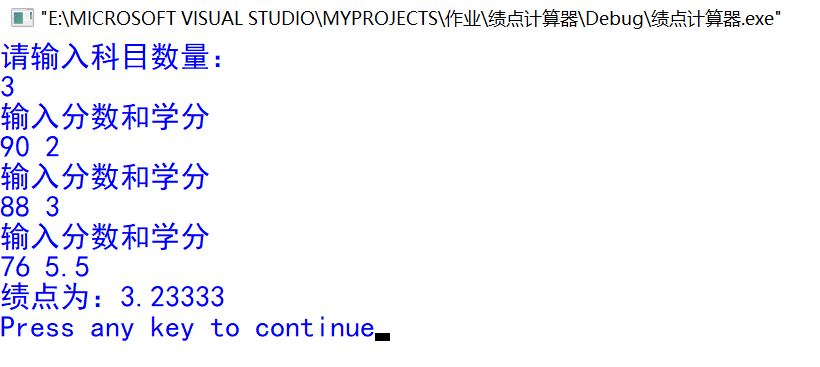 "E:\MICROSOFT VISUAL STUDIO\MYPROJECTS\作业\绩点计算器\Debug\绩点计算器.exe"
请输入科目数量：
3
输入分数和学分
90 2
输入分数和学分
88 3
输入分数和学分
76 5.5
绩点为：3.23333
Press any key to continue